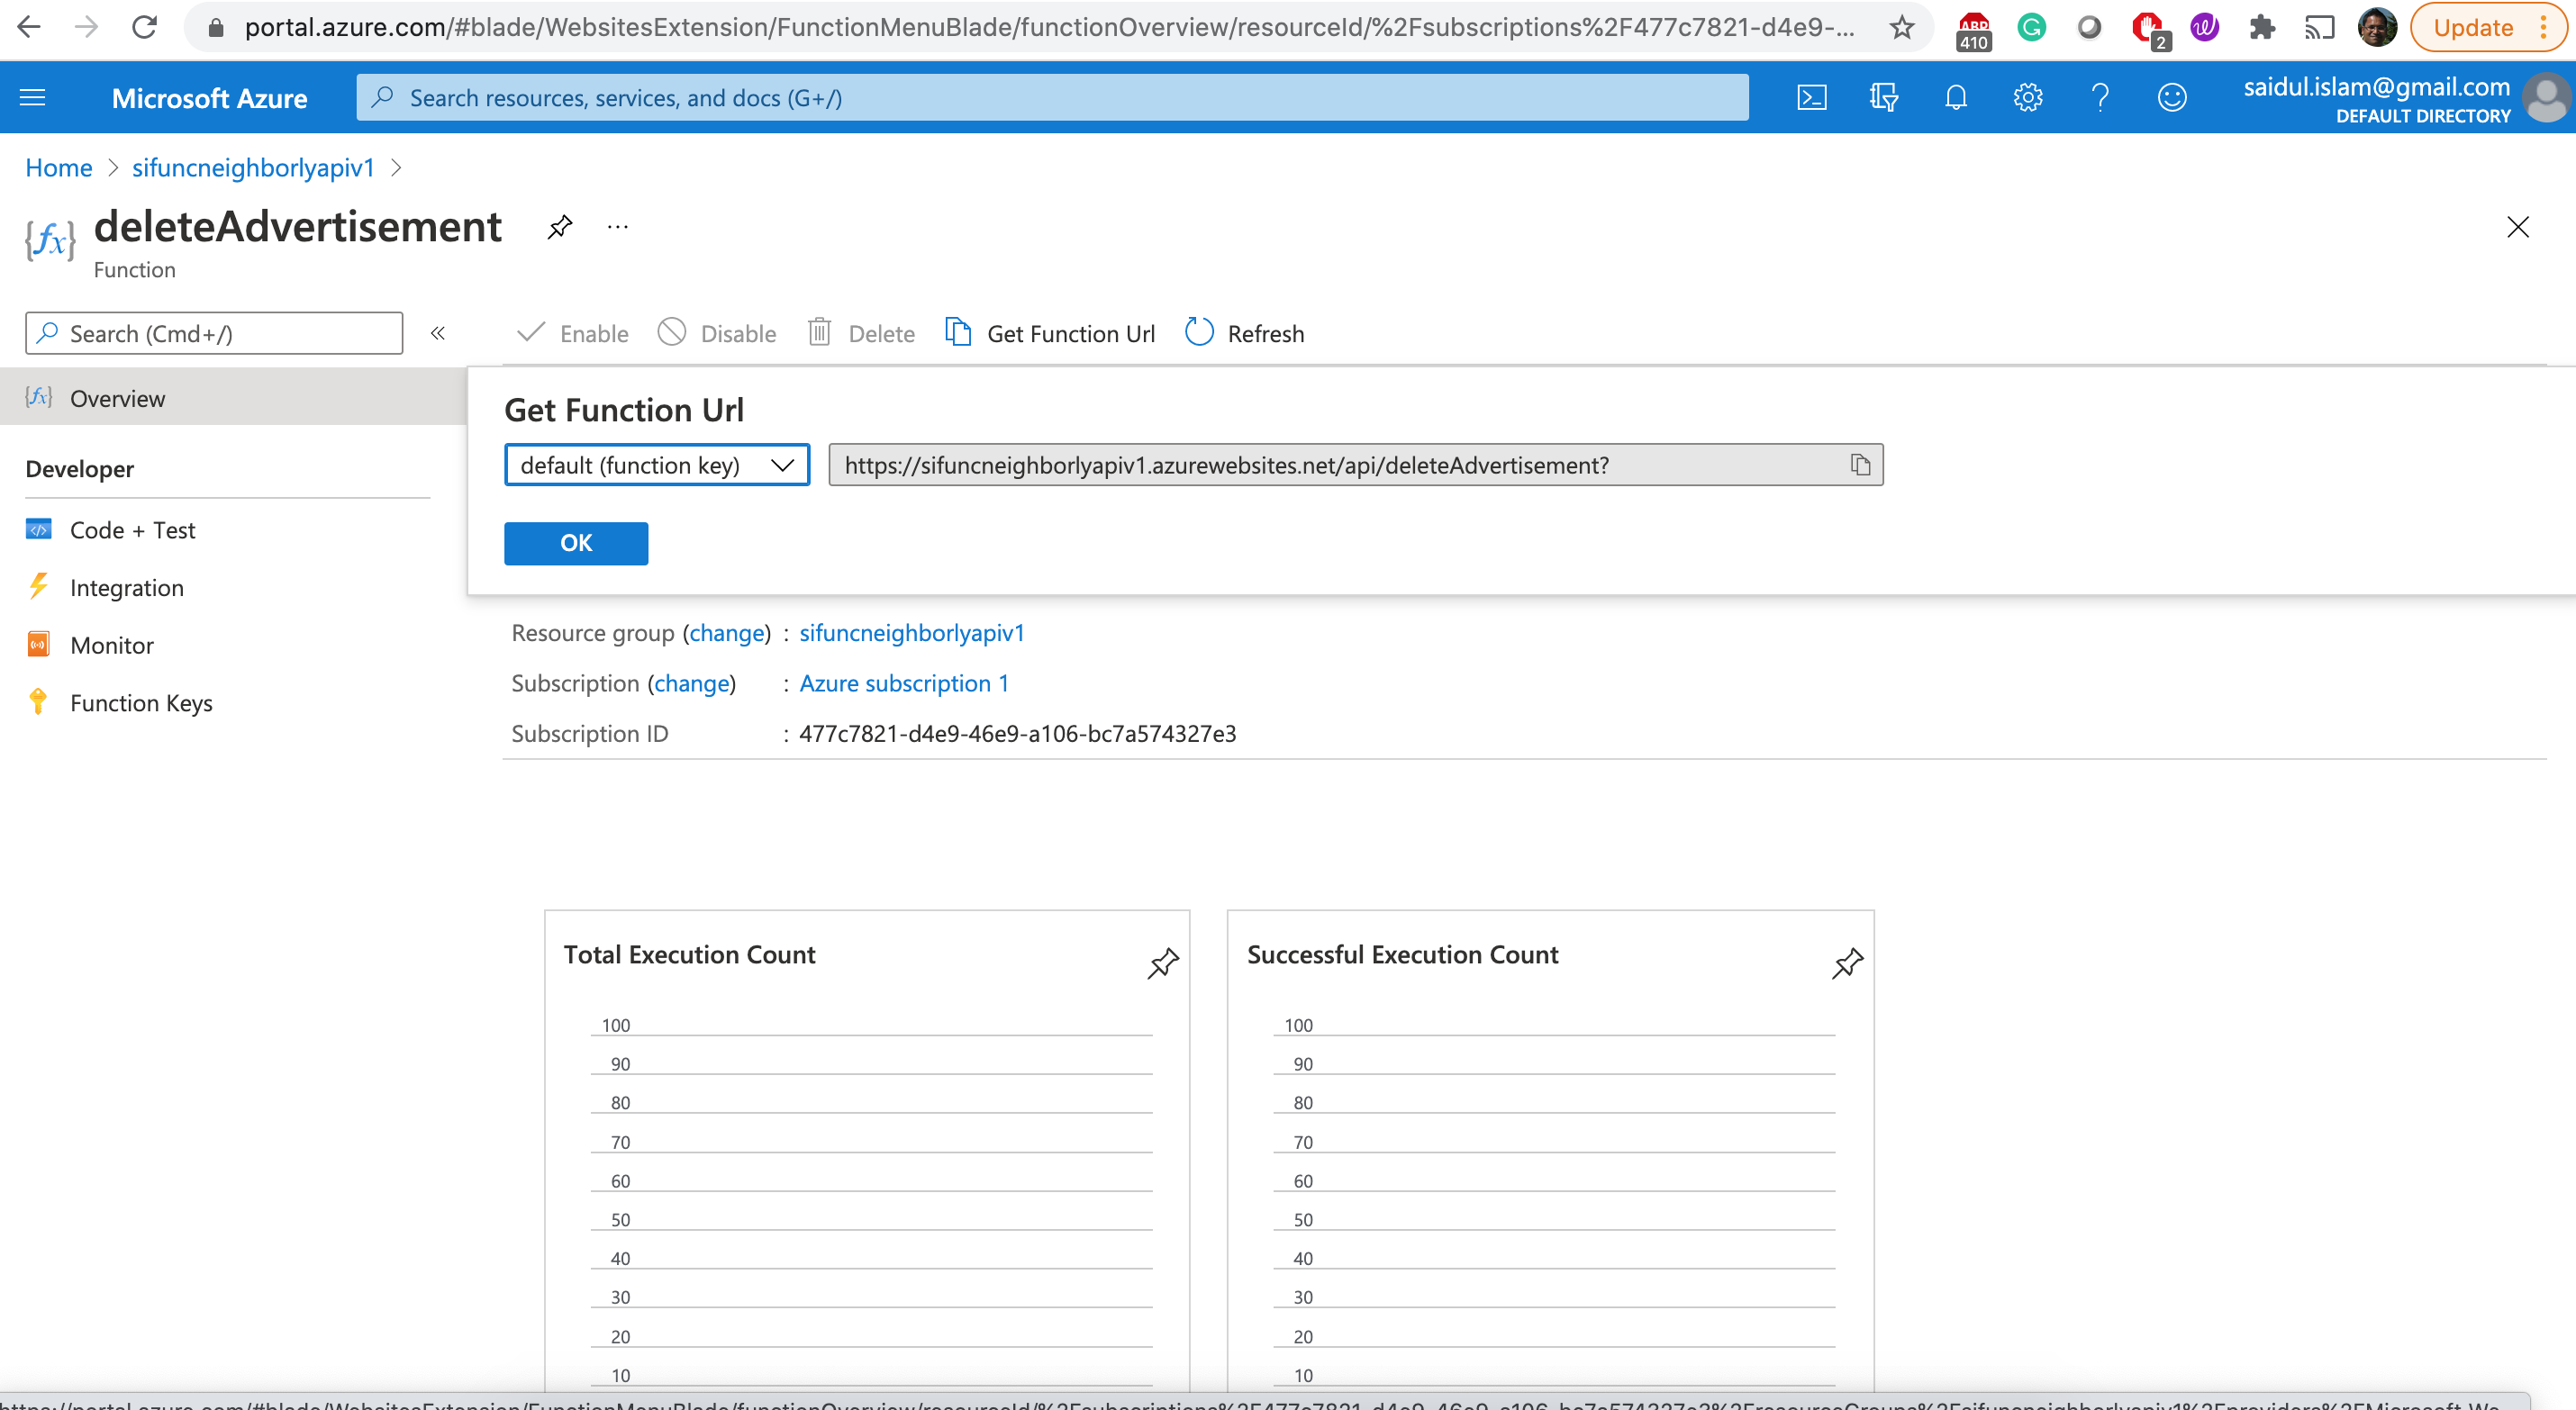 portal.azure.com/#blade/WebsitesExtension/FunctionMenuBlade/functionOverview/resourceId/%2Fsubscriptions%2F477c7821-d4e9-...
ABP
410
G
2
Update
Microsoft Azure
Search resources, services, and docs (G+/)
saidul.islam@gmail.com
DEFAULT DIRECTORY
Home > sifuncneighborlyapiv1 >
{fx} deleteAdvertisement ...
Function
Search (Cmd+/) «
Enable Disable Delete Get Function Url Refresh
{fx} Overview
Get Function Url
default (function key) https://sifuncneighborlyapiv1.azurewebsites.net/api/deleteAdvertisement?
OK
Developer
Code + Test
Integration
Monitor
Function Keys
Resource group (change) : sifuncneighborlyapiv1
Subscription (change) : Azure subscription 1
Subscription ID : 477c7821-d4e9-46e9-a106-bc7a574327e3
Total Execution Count
100
90
80
70
60
50
40
30
20
10
Successful Execution Count
100
90
80
70
60
50
40
30
20
10